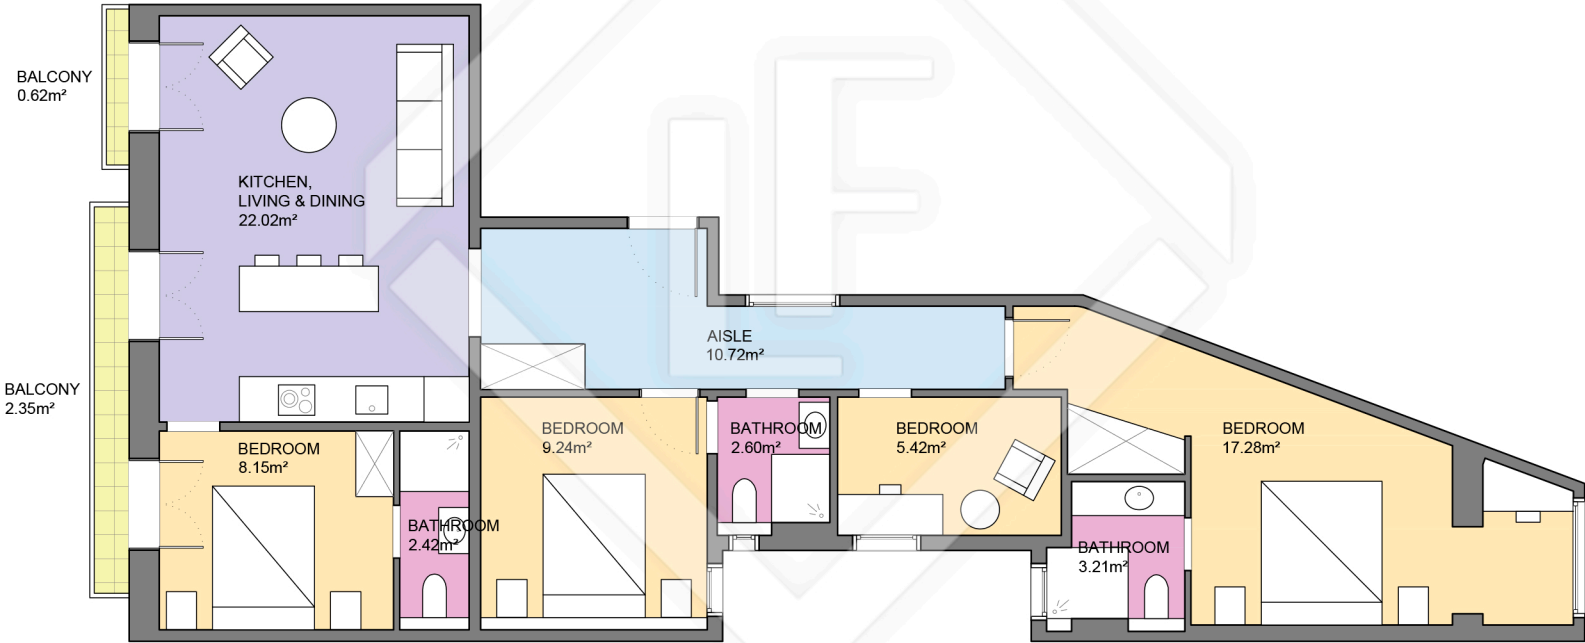 BALCONY
0.62m²
KITCHEN,
LIVING & DINING
22.02m²
AISLE
10.72m²
BALCONY
2.35m²
BEDROOM
8.15m²
BATHROOM
2.42m²
BEDROOM
9.24m²
BATHROOM
2.60m²
BEDROOM
5.42m²
BEDROOM
17.28m²
BATHROOM
3.21m²